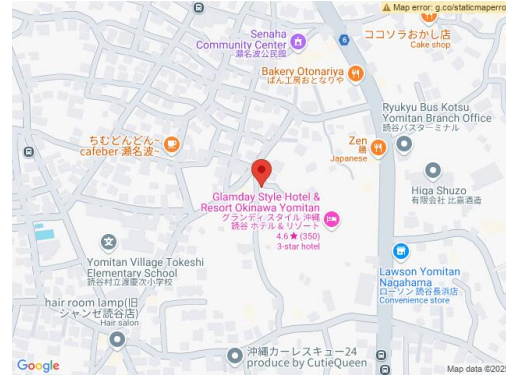 Map error: g.co/staticmaperro
Senaha
Community Center
瀬名波公民館
6
ココソラおかし店
Cake shop
Bakery Otonariya
ぱん工房おとなりや
Ryukyu Bus Kotsu
Yomitan Branch Office
読谷バスターミナル
ちむどんどん~
cafeber 瀬名波~
Zen
膳
Japanese
Glamday Style Hotel &
Resort Okinawa Yomitan
グランディスタイル 沖縄
読谷 ホテル & リゾート
4.6★ (350)
3-star hotel
Higa Shuzo
有限会社 比嘉酒造
Yomitan Village Tokeshi
Elementary School
読谷村立渡慶次小学校
Lawson Yomitan
Nagahama
ローソン 読谷長浜店
Convenience store
hair room lamp(旧
シャンゼ読谷店)
Hair salon
沖縄カーレスキュー24
produce by CutieQueen
Google
Map data ©2025